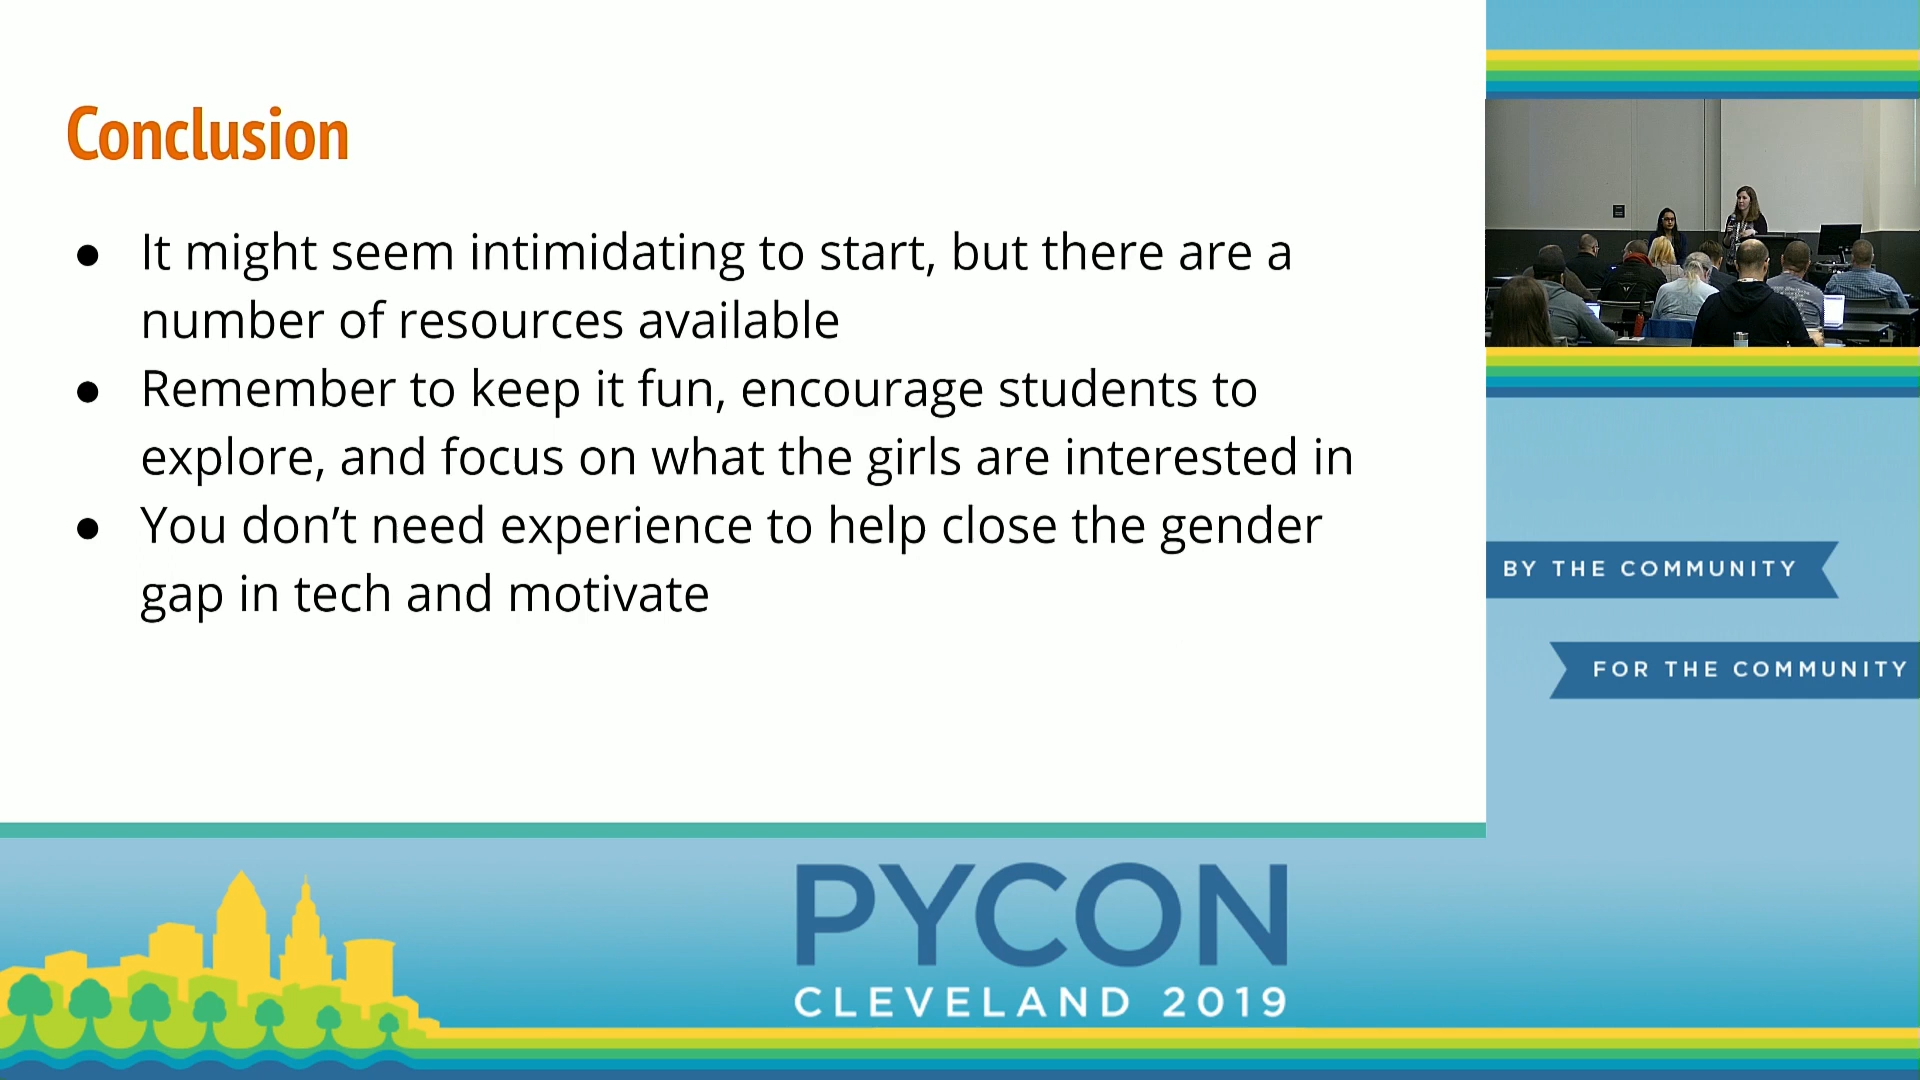 Conclusion
● It might seem intimidating to start, but there are a
number of resources available
● Remember to keep it fun, encourage students to
explore, and focus on what the girls are interested in
● You don’t need experience to help close the gender
gap in tech and motivate
BY THE COMMUNITY
FOR THE COMMUNITY
PYCON
CLEVELAND 2019